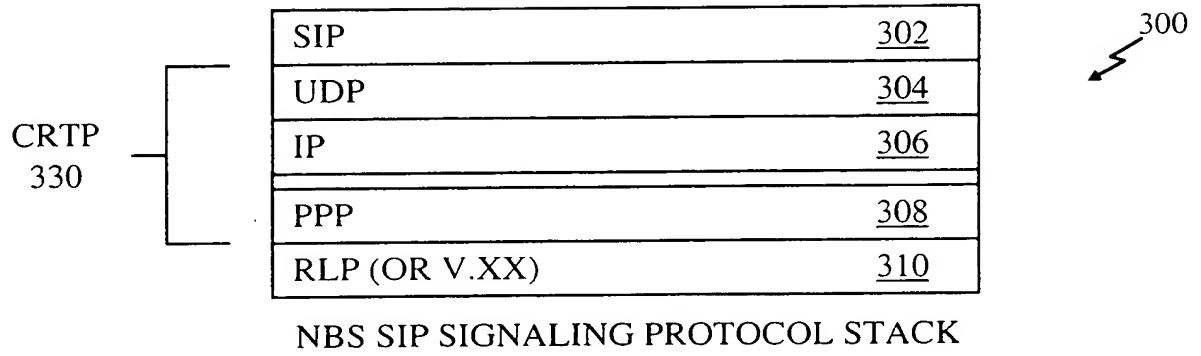 300
SIP 302
UDP 304
CRTP
330
IP 306
PPP 308
RLP (OR V.XX) 310
NBS SIP SIGNALING PROTOCOL STACK